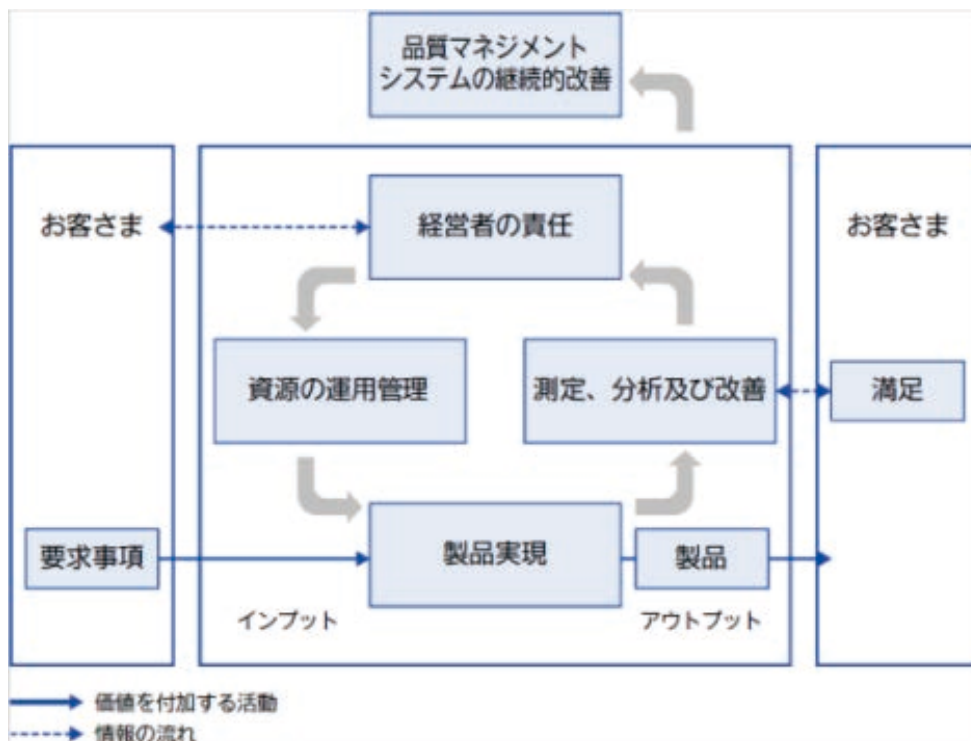 品質マネジメント
システムの継続的改善
お客さま
経営者の責任
お客さま
資源の運用管理
測定、分析及び改善
満足
要求事項
製品実現
製品
インプット
アウトプット
価値を付加する活動
情報の流れ